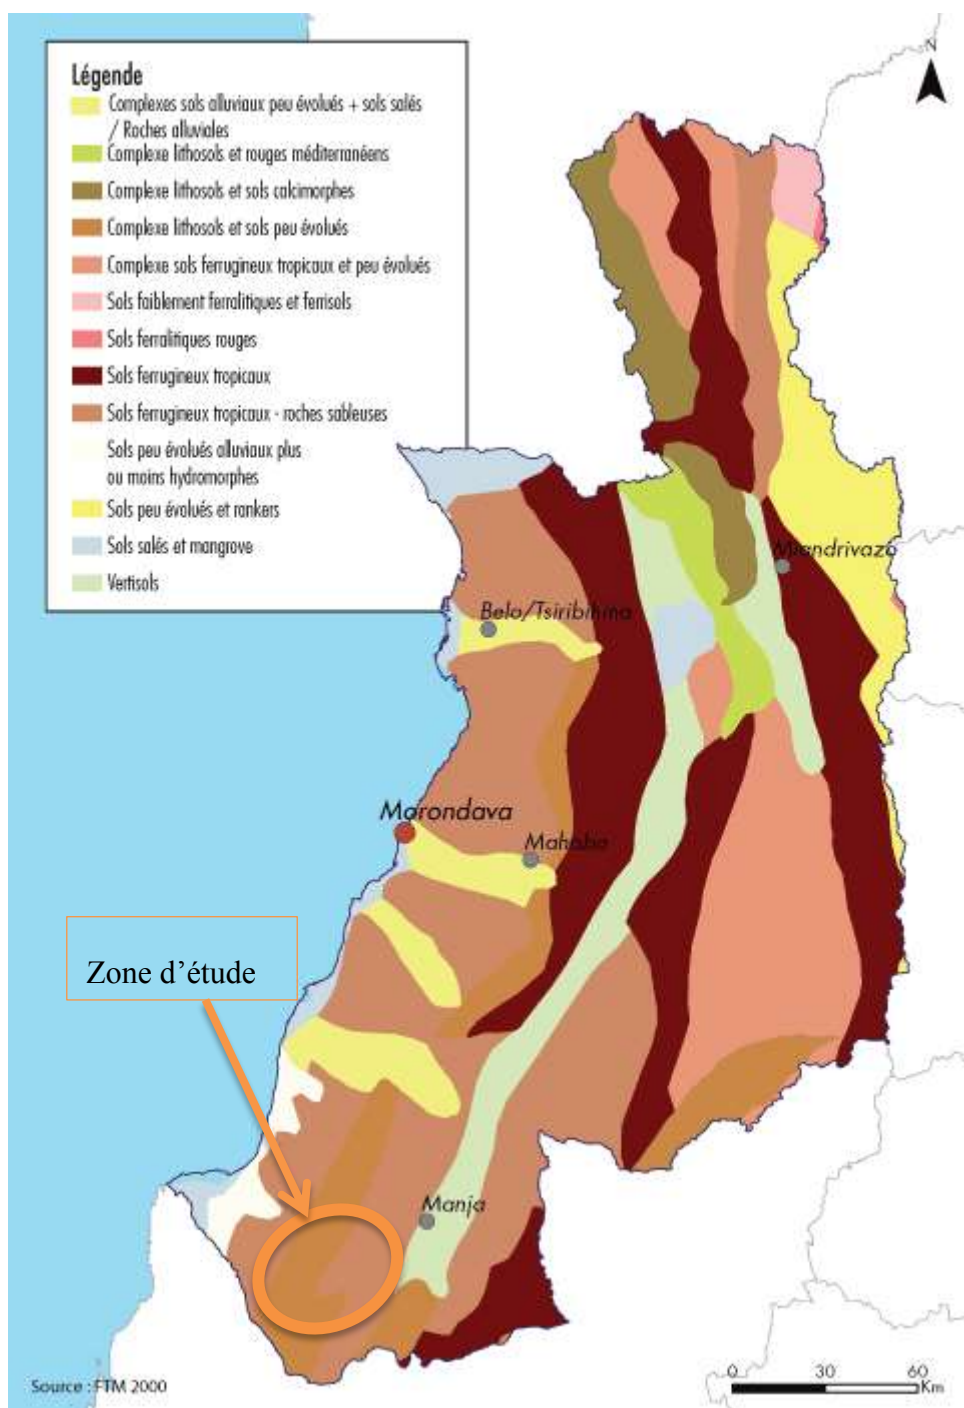 N
Légende
Complexes sols alluviaux peu évolués + sols salés
/ Roches alluviales
Complexe lithosols et rouges méditerranéens
Complexe lithosols et sols calcimorphes
Complexe lithosols et sols peu évolués
Complexe sols ferrugineux tropicaux et peu évolués
Sols faiblement ferralitiques et ferrisols
Sols ferralitiques rouges
Sols ferrugineux tropicaux
Sols ferrugineux tropicaux - roches sableuses
Sols peu évolués alluviaux plus
ou moins hydromorphes
Sols peu évolués et rankers
Sols salés et mangrove
Vertisols
Miandrivazo
Belo/Tsiribihina
Morondava
Mahabo
Zone d’étude
Manja
0 30 60
Km
Source : FTM 2000